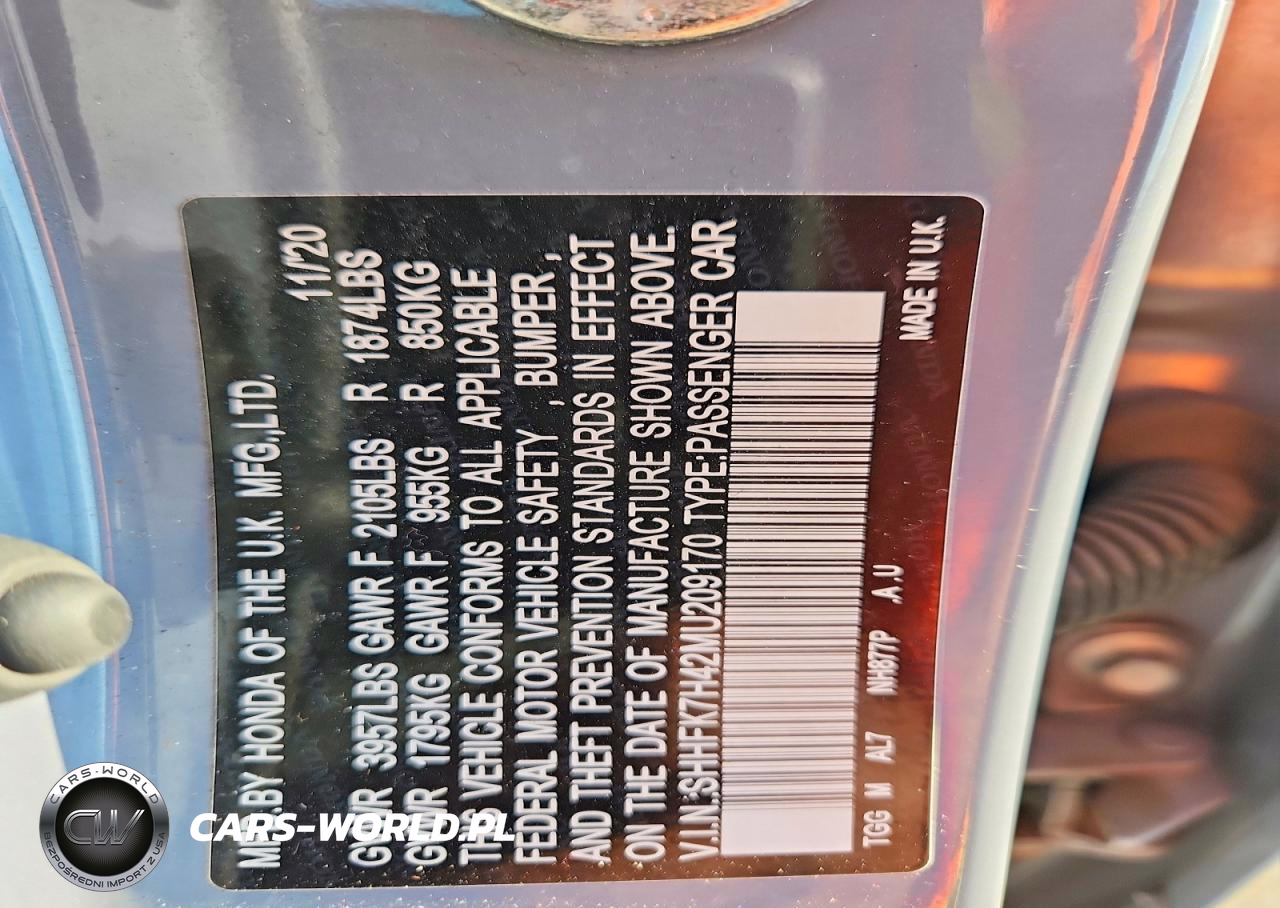 MFD.BY HONDA OF THE U.K. MFG.,LTD.
11/20
GVWR 3957LBS GAWR F 2105LBS R 1874LBS
GVWR 1795KG GAWR F 955KG R 850KG
THIS VEHICLE CONFORMS TO ALL APPLICABLE
FEDERAL MOTOR VEHICLE SAFETY , BUMPER ,
AND THEFT PREVENTION STANDARDS IN EFFECT
ON THE DATE OF MANUFACTURE SHOWN ABOVE.
V.I.N.:SHHFK7H42MU209170 TYPE:PASSENGER CAR
TGG M AL7 NH877P .A.U
MADE IN U.K.
CARS-WORLD
CW
BEZPOŚREDNI IMPORT Z USA
CARS-WORLD.PL